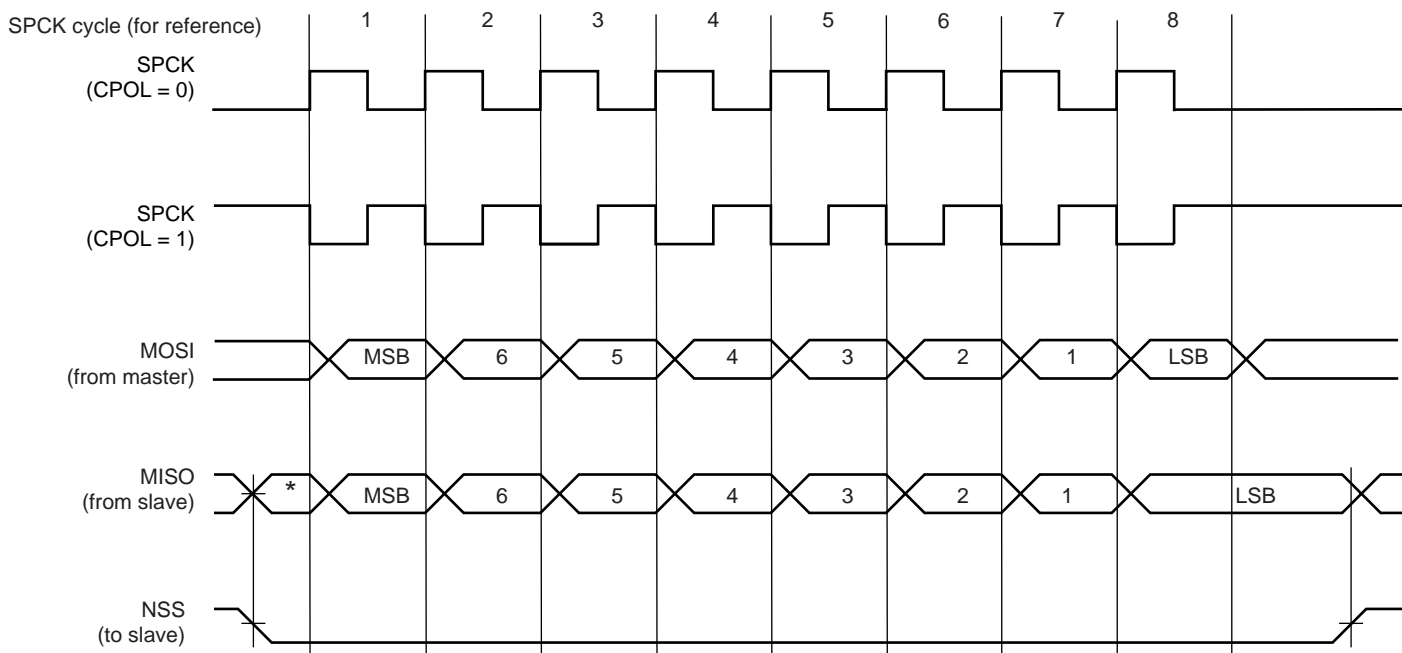 SPCK cycle (for reference) 1 2 3 4 5 6 7 8
SPCK
(CPOL = 0)
SPCK
(CPOL = 1)
MOSI
(from master)
MSB 6 5 4 3 2 1 LSB
MISO
(from slave)
* MSB 6 5 4 3 2 1 LSB
NSS
(to slave)